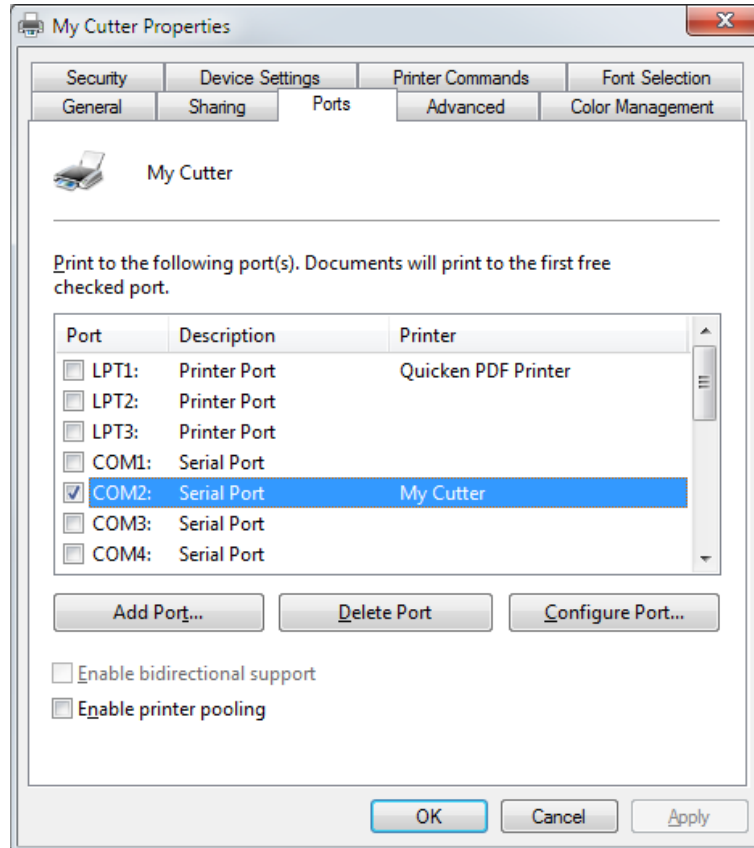 My Cutter Properties
Security Device Settings Printer Commands Font Selection
General Sharing Ports Advanced Color Management
My Cutter
Print to the following port(s). Documents will print to the first free
checked port.
Port Description Printer
LPT1: Printer Port Quicken PDF Printer
LPT2: Printer Port
LPT3: Printer Port
COM1: Serial Port
COM2: Serial Port My Cutter
COM3: Serial Port
COM4: Serial Port
Add Port... Delete Port Configure Port...
Enable bidirectional support
Enable printer pooling
OK Cancel Apply